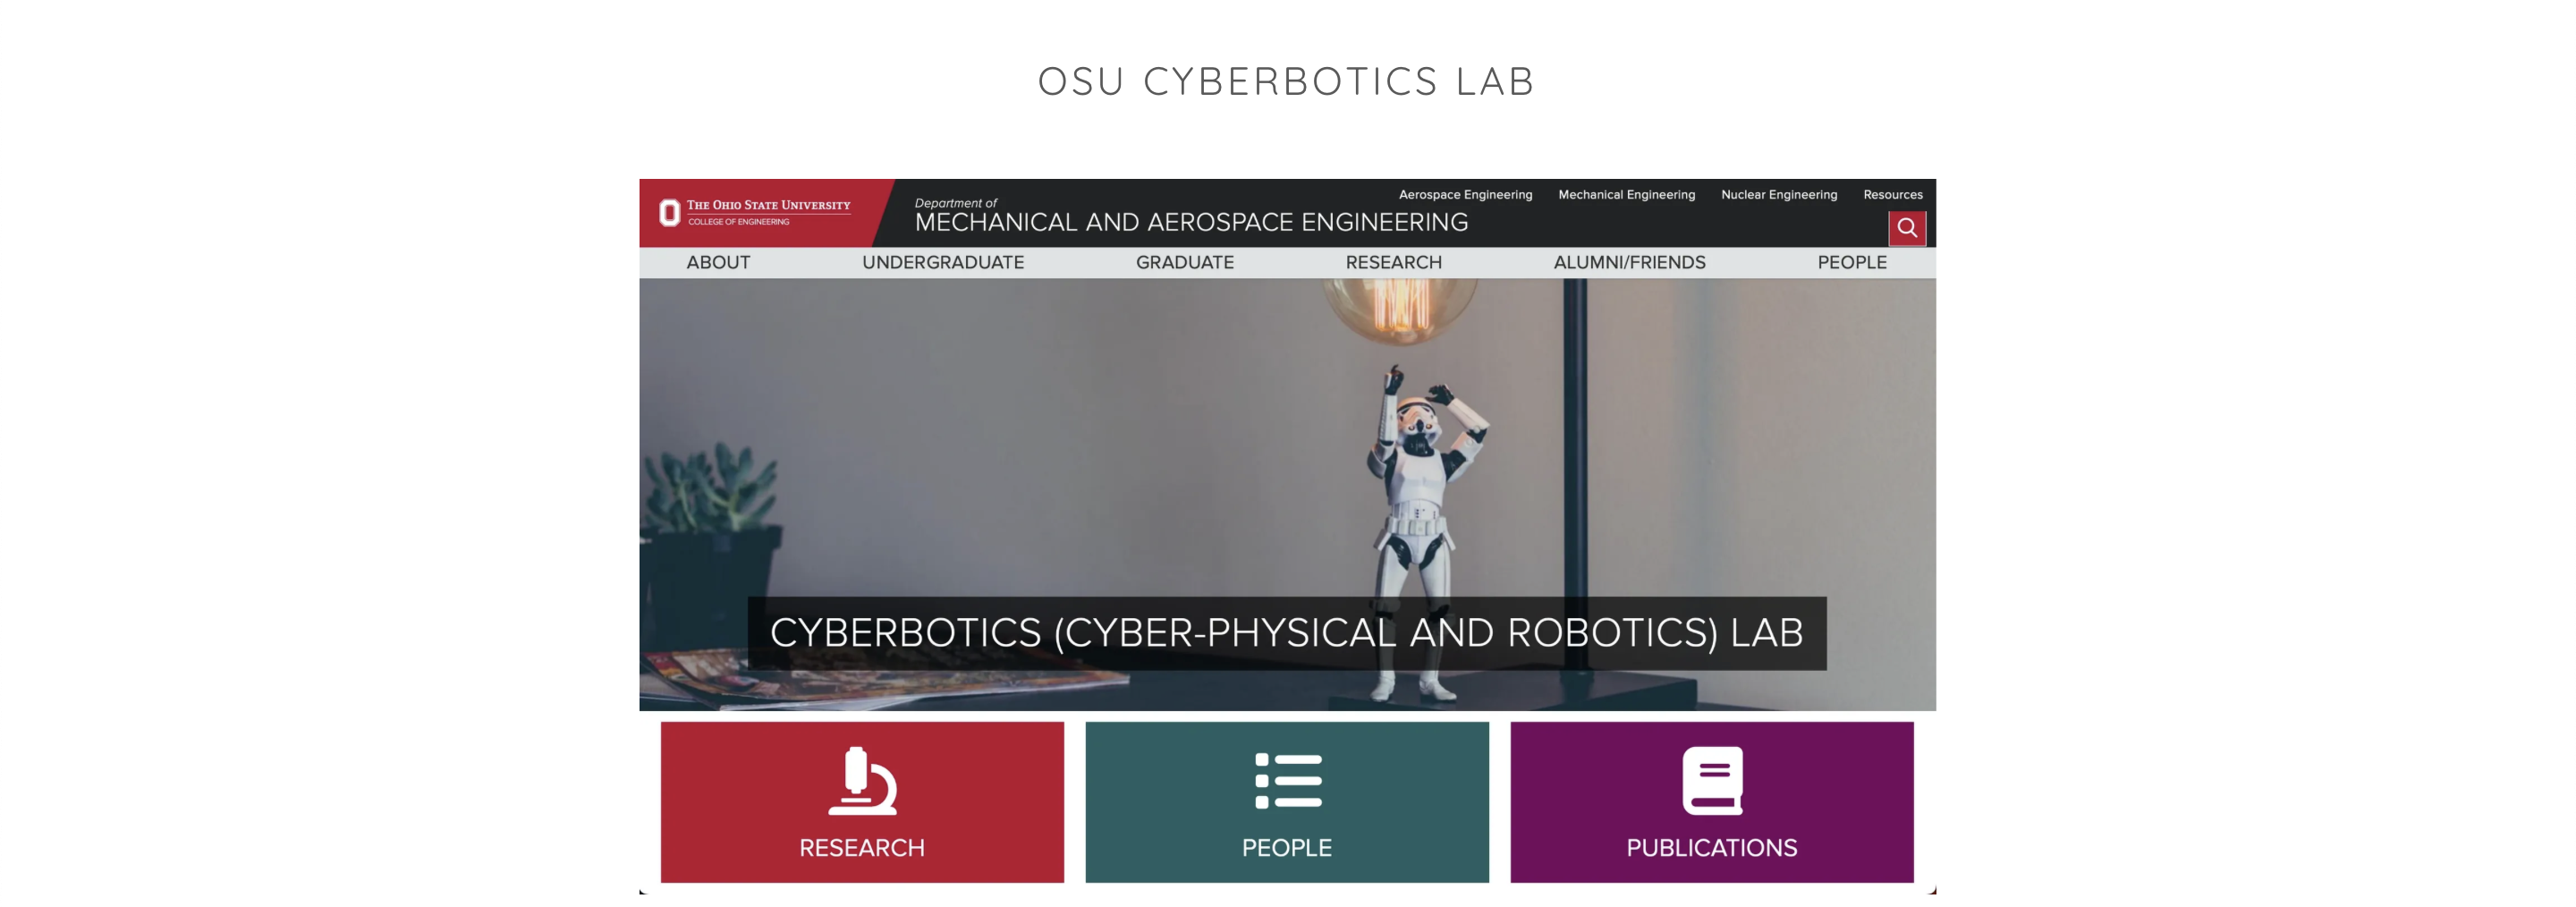 OSU CYBERBOTICS LAB
THE OHIO STATE UNIVERSITY
COLLEGE OF ENGINEERING
Department of
MECHANICAL AND AEROSPACE ENGINEERING
Aerospace Engineering Mechanical Engineering Nuclear Engineering Resources
ABOUT UNDERGRADUATE GRADUATE RESEARCH ALUMNI/FRIENDS PEOPLE
CYBERBOTICS (CYBER-PHYSICAL AND ROBOTICS) LAB
RESEARCH PEOPLE PUBLICATIONS